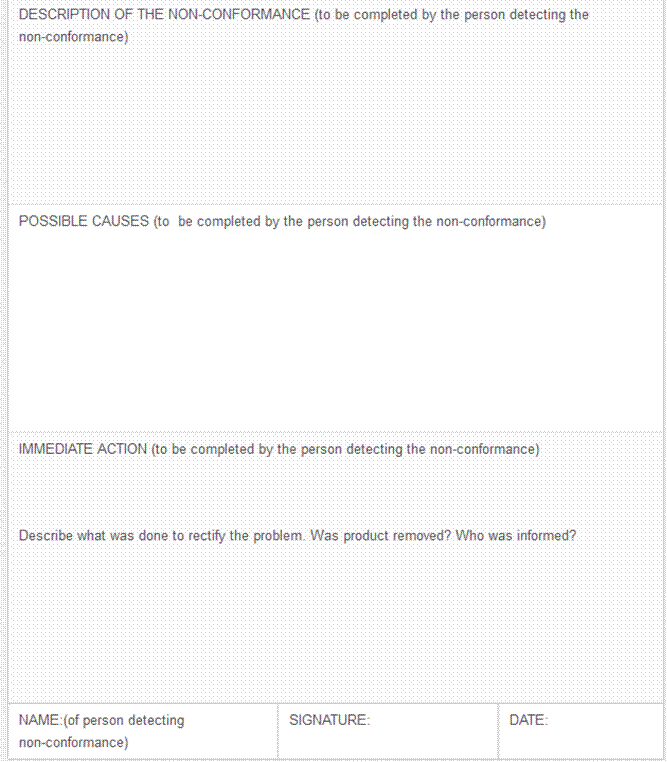 DESCRIPTION OF THE NON-CONFORMANCE (to be completed by the person detecting the
non-conformance)
POSSIBLE CAUSES (to  be completed by the person detecting the non-conformance)
IMMEDIATE ACTION (to be completed by the person detecting the non-conformance)
Describe what was done to rectify the problem. Was product removed? Who was informed?
NAME:(of person detecting
non-conformance)
SIGNATURE:
DATE: